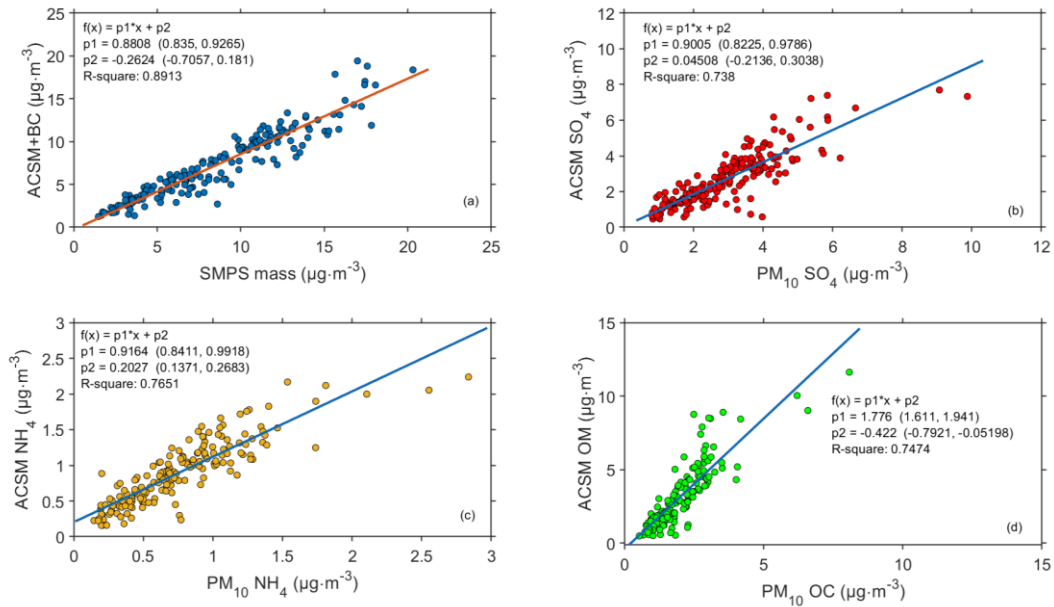 f(x) = p1*x + p2
p1 = 0.8808 (0.835, 0.9265)
p2 = -0.2624 (-0.7057, 0.181)
R-square: 0.8913
25
20
15
10
5
0
ACSM+BC (µg·m⁻³)
(a)
0 5 10 15 20 25
SMPS mass (µg·m⁻³)
f(x) = p1*x + p2
p1 = 0.9005 (0.8225, 0.9786)
p2 = 0.04508 (-0.2136, 0.3038)
R-square: 0.738
12
10
8
6
4
2
0
ACSM SO₄ (µg·m⁻³)
(b)
0 2 4 6 8 10 12
PM₁₀ SO₄ (µg·m⁻³)
f(x) = p1*x + p2
p1 = 0.9164 (0.8411, 0.9918)
p2 = 0.2027 (0.1371, 0.2683)
R-square: 0.7651
3
2.5
2
1.5
1
0.5
0
ACSM NH₄ (µg·m⁻³)
(c)
0 0.5 1 1.5 2 2.5 3
PM₁₀ NH₄ (µg·m⁻³)
15
10
5
0
ACSM OM (µg·m⁻³)
f(x) = p1*x + p2
p1 = 1.776 (1.611, 1.941)
p2 = -0.422 (-0.7921, -0.05198)
R-square: 0.7474
(d)
0 5 10 15
PM₁₀ OC (µg·m⁻³)